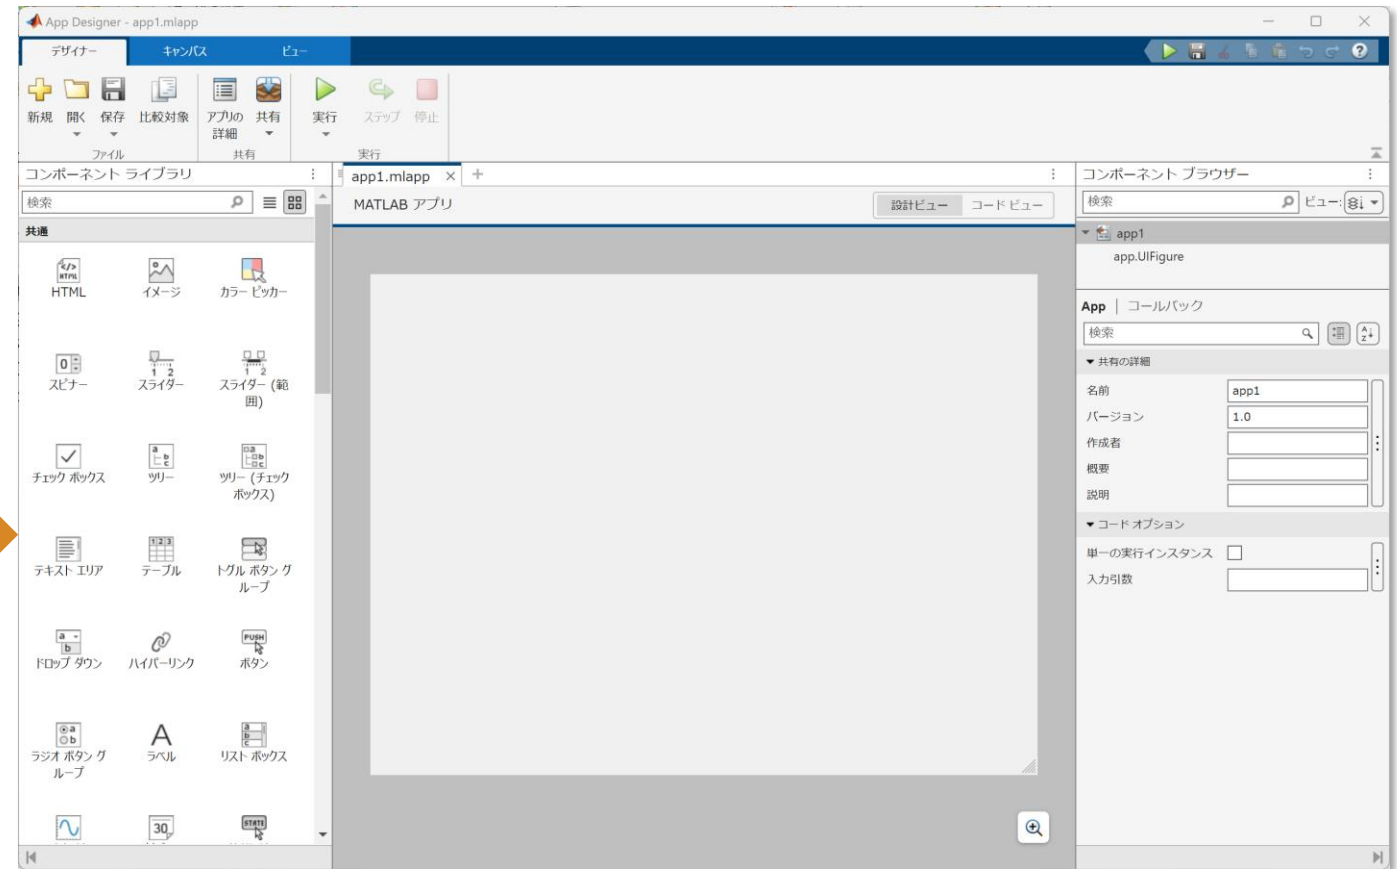 App Designer - app1.mlapp
デザイナー キャンバス ビュー
新規 開く 保存 比較対象 アプリの詳細 共有 実行 ステップ 停止
ファイル 共有 実行
コンポーネント ライブラリ
検索
共通
HTML イメージ カラー ピッカー
0
1 2
1 2
スピナー スライダー スライダー (範囲)
チェック ボックス ツリー ツリー (チェック ボックス)
1 2 3
テキスト エリア テーブル トグル ボタン グループ
a
b
PUSH
ドロップ ダウン ハイパーリンク ボタン
a
b
A
a
b
c
ラジオ ボタン グループ ラベル リスト ボックス
30
STATE
app1.mlapp
MATLAB アプリ
設計ビュー コード ビュー
コンポーネント ブラウザー
検索 ビュー:
app1
app.UIFigure
App | コールバック
検索
共有の詳細
名前 app1
バージョン 1.0
作成者
概要
説明
コード オプション
単一の実行インスタンス
入力引数